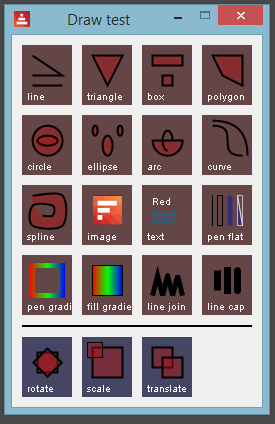 Draw test
line triangle box polygon
circle ellipse arc curve
Red
Red
spline image text pen flat
pen gradi fill gradie line join line cap
rotate scale translate